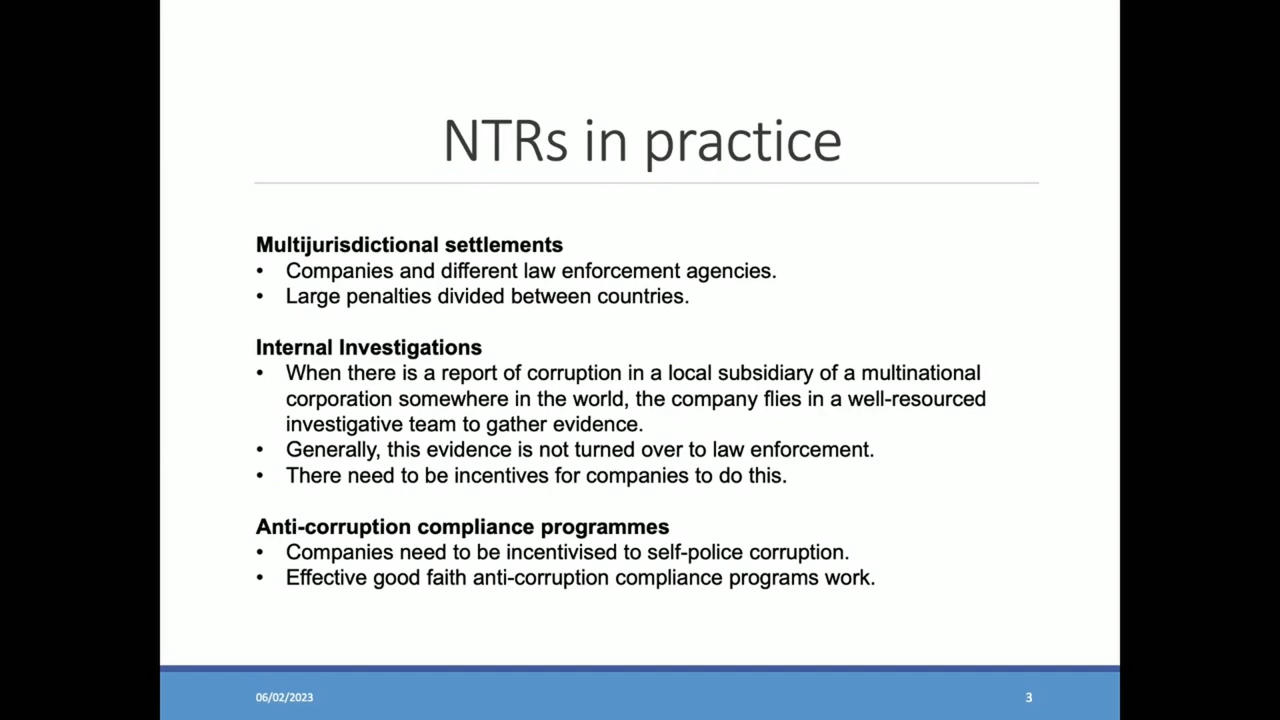 NTRs in practice
Multijurisdictional settlements
• Companies and different law enforcement agencies.
• Large penalties divided between countries.
Internal Investigations
• When there is a report of corruption in a local subsidiary of a multinational
corporation somewhere in the world, the company flies in a well-resourced
investigative team to gather evidence.
• Generally, this evidence is not turned over to law enforcement.
• There need to be incentives for companies to do this.
Anti-corruption compliance programmes
• Companies need to be incentivised to self-police corruption.
• Effective good faith anti-corruption compliance programs work.
06/02/2023
3